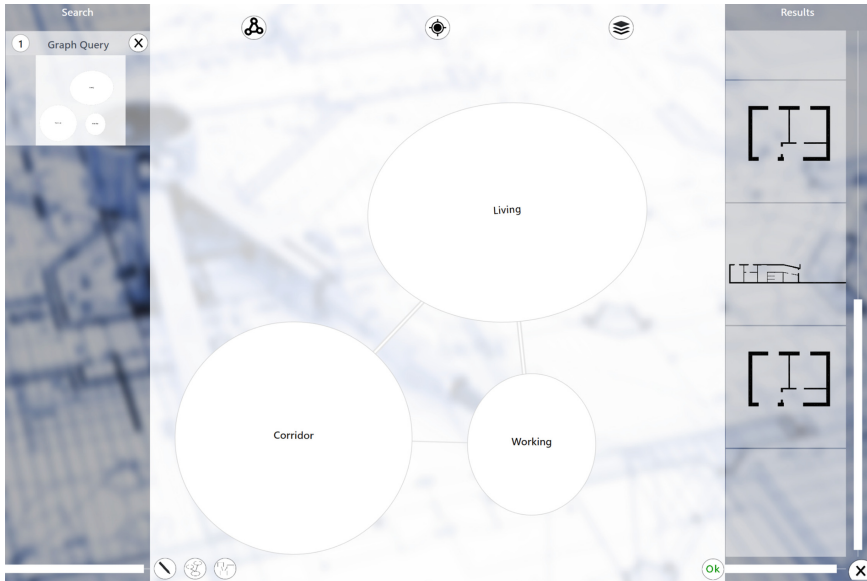 Search
Results
1
Graph Query
X
Living
Corridor
Working
Ok
X